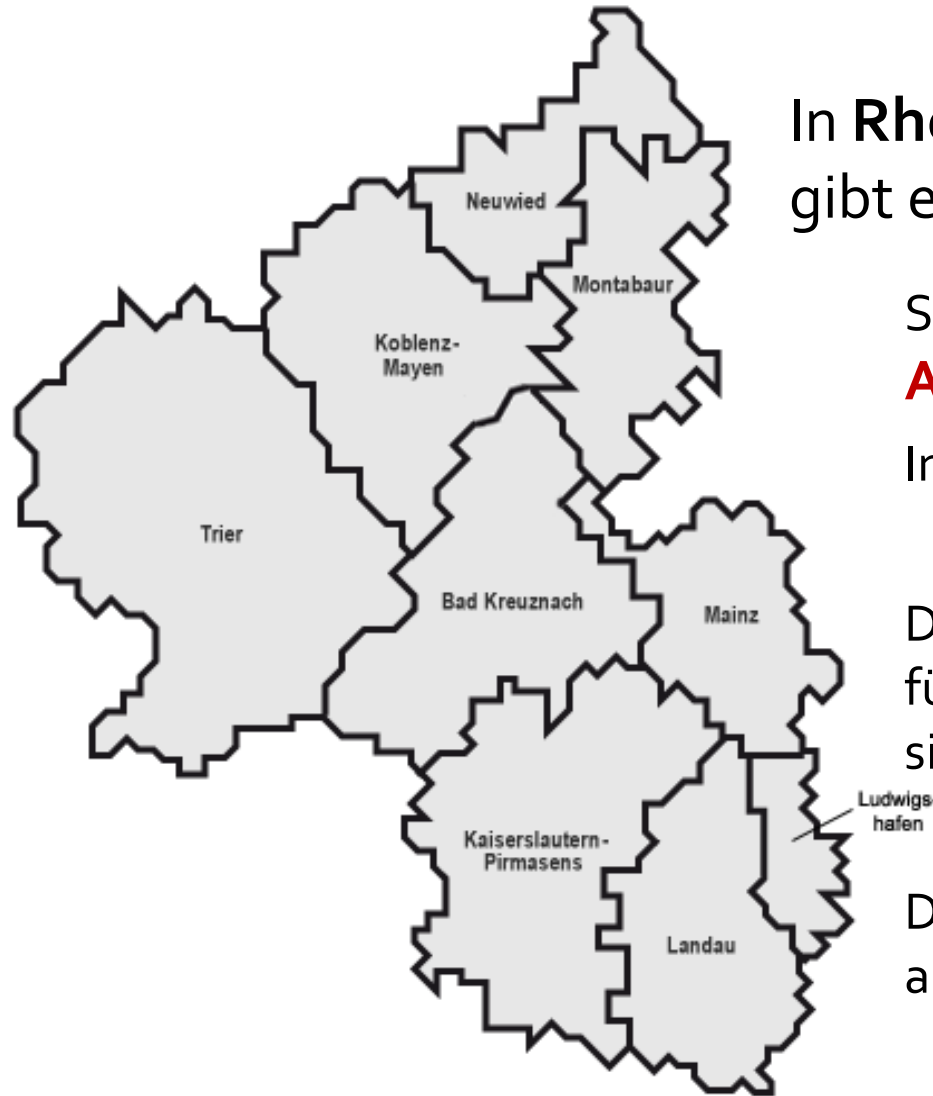 In Rh
gibt e
Neuwied
Montabaur
S
A
Koblenz-
Mayen
In
Trier
Bad Kreuznach
Mainz
D
fü
si
Ludwigs-
hafen
Kaiserslautern-
Pirmasens
D
Landau
a